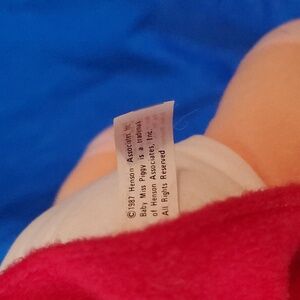 ©1987 Henson Associates, Inc.
Baby Miss Piggy is a trademark
of Henson Associates, Inc.
All Rights Reserved